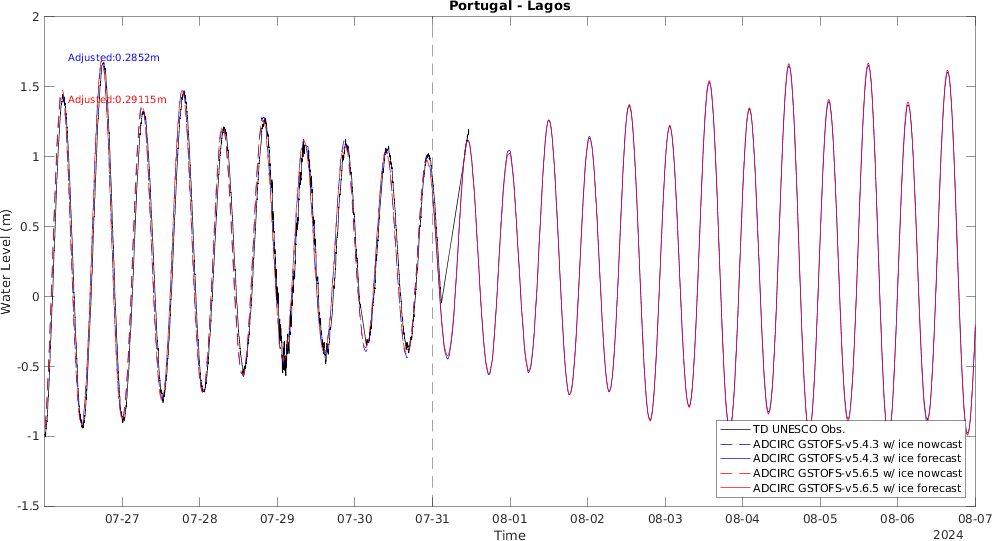 Portugal - Lagos
Adjusted:0.2852m
Adjusted:0.29115m
Water Level (m)
2
1.5
1
0.5
0
-0.5
-1
-1.5
TD UNESCO Obs.
ADCIRC GSTOFS-v5.4.3 w/ ice nowcast
ADCIRC GSTOFS-v5.4.3 w/ ice forecast
ADCIRC GSTOFS-v5.6.5 w/ ice nowcast
ADCIRC GSTOFS-v5.6.5 w/ ice forecast
07-27 07-28 07-29 07-30 07-31 08-01 08-02 08-03 08-04 08-05 08-06 08-07
Time
2024